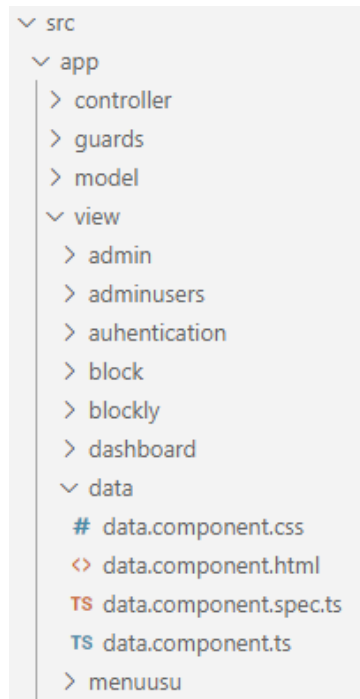 src
app
controller
guards
model
view
admin
adminusers
auhentication
block
blockly
dashboard
data
# data.component.css
<> data.component.html
TS data.component.spec.ts
TS data.component.ts
menuusu